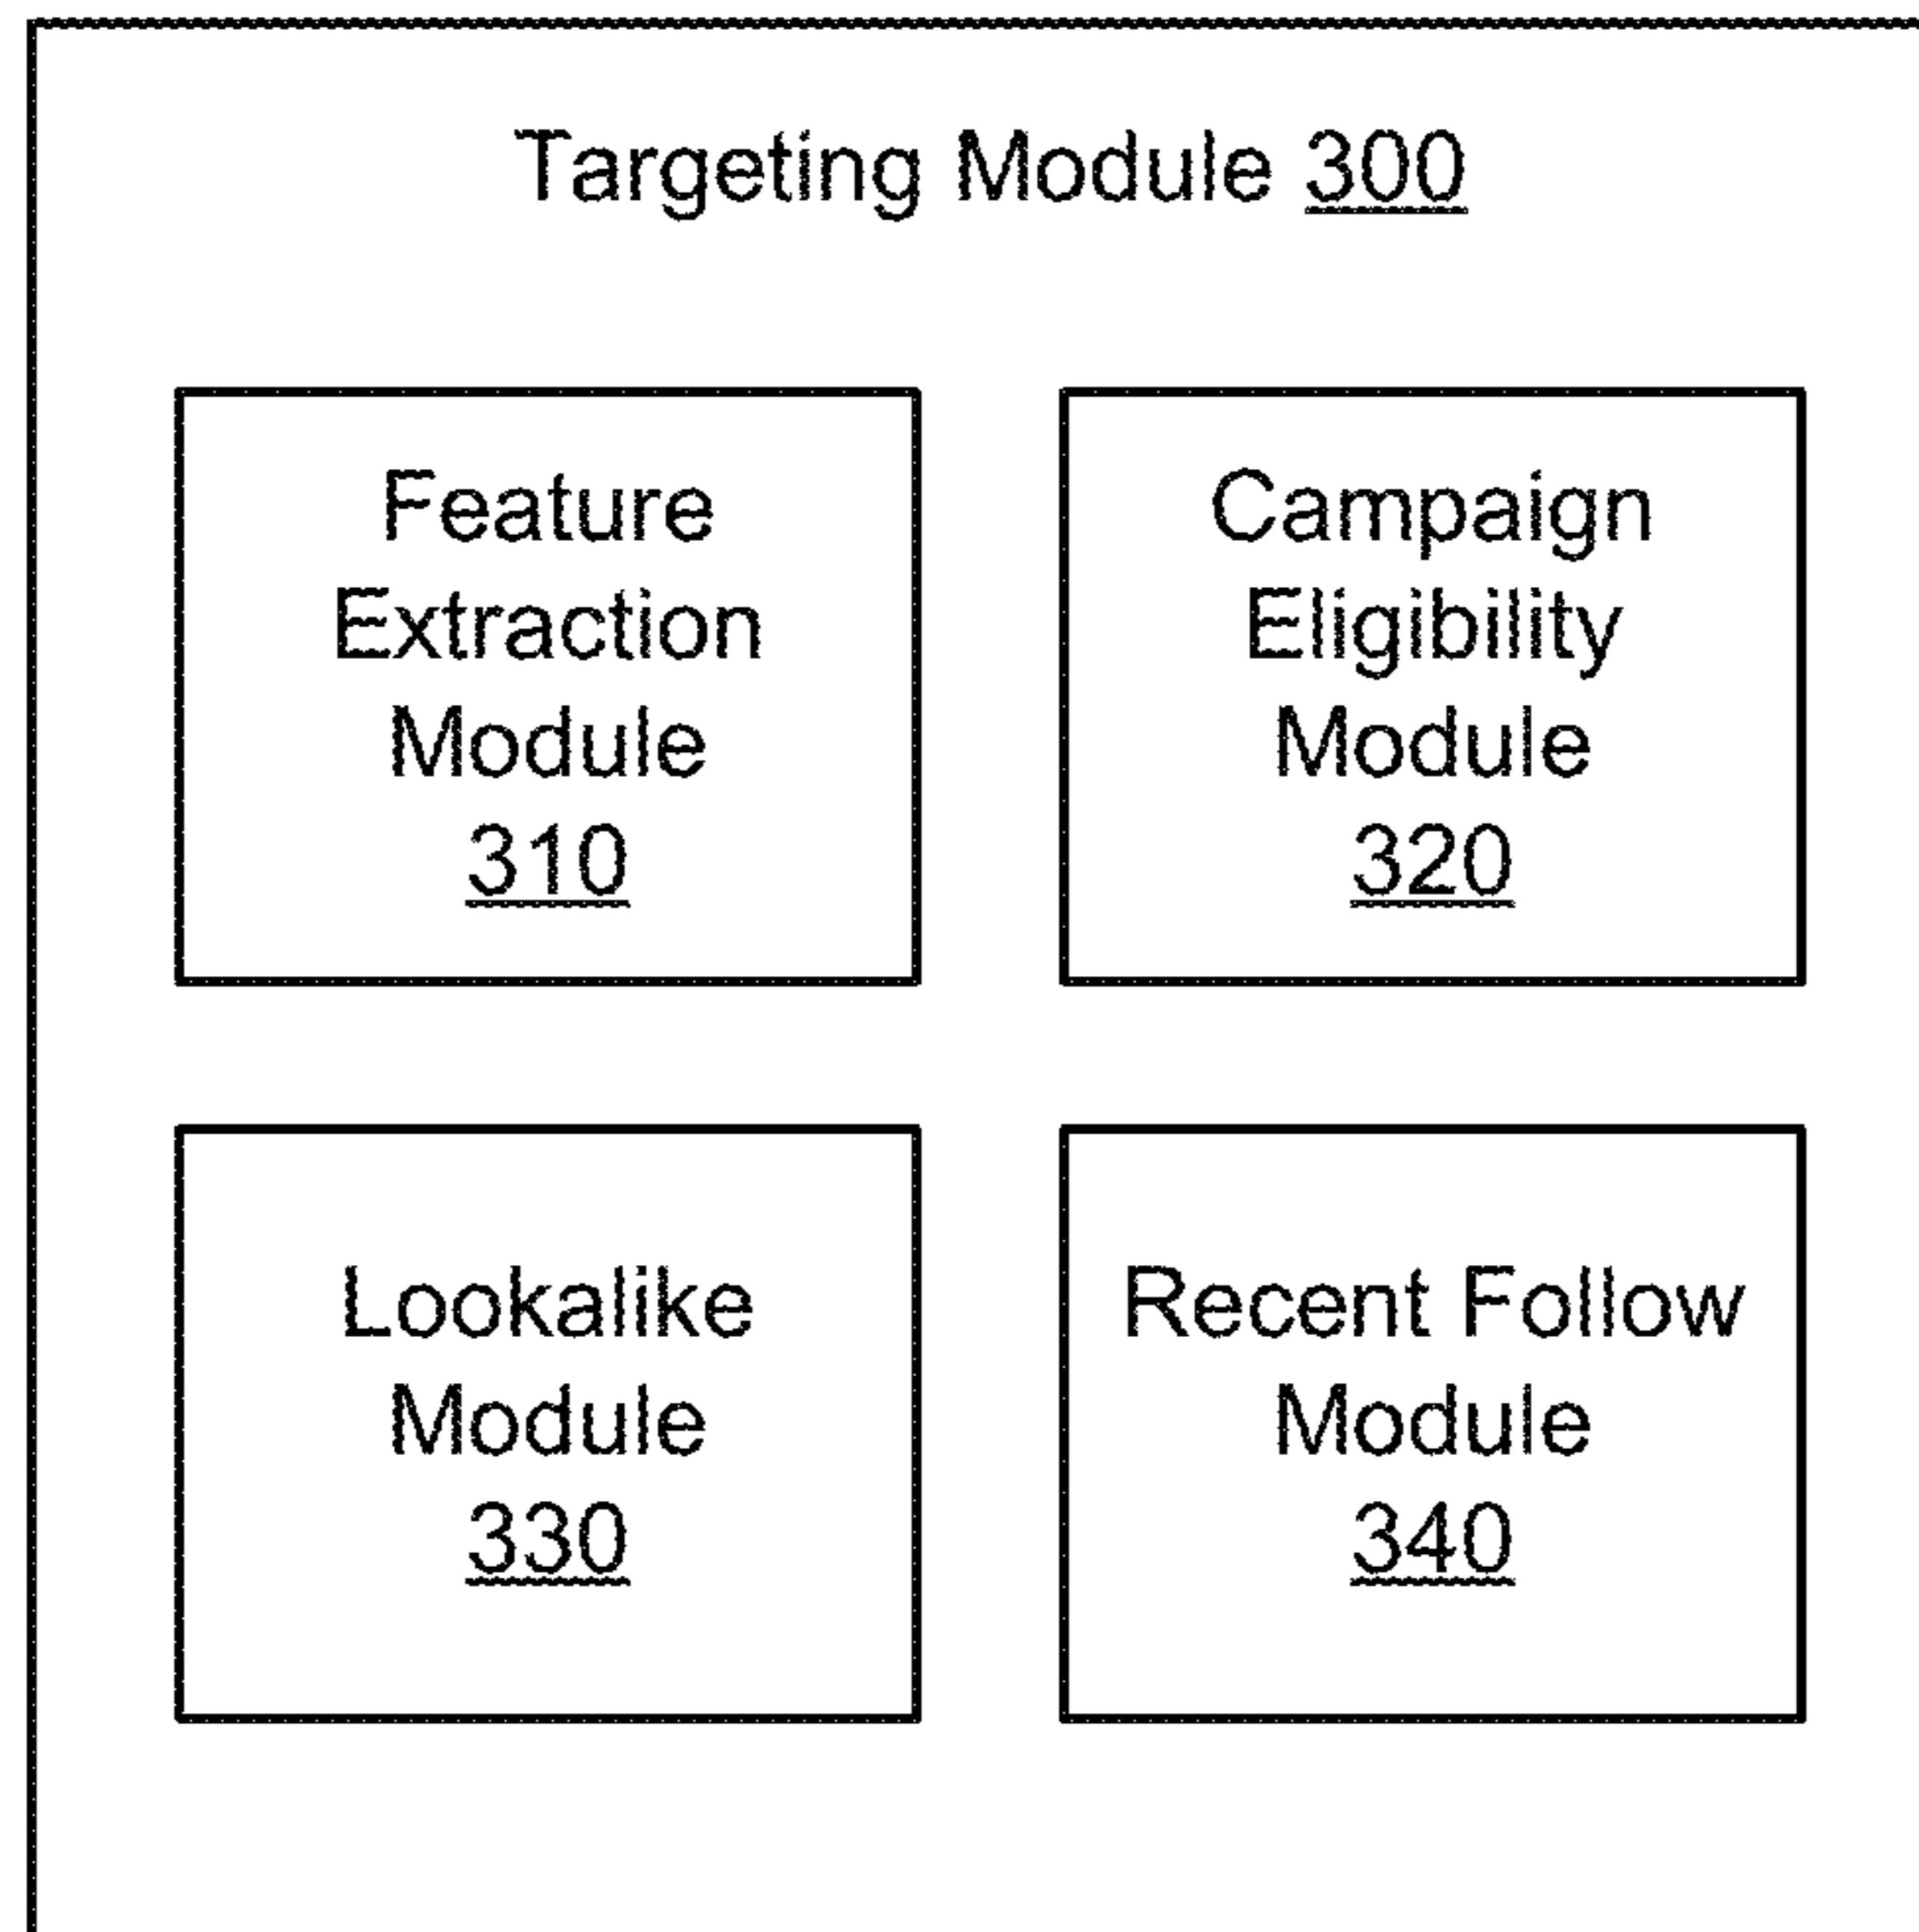 Targeting Module 300
Feature
Extraction
Module
310
Campaign
Eligibility
Module
320
Lookalike
Module
330
Recent Follow
Module
340